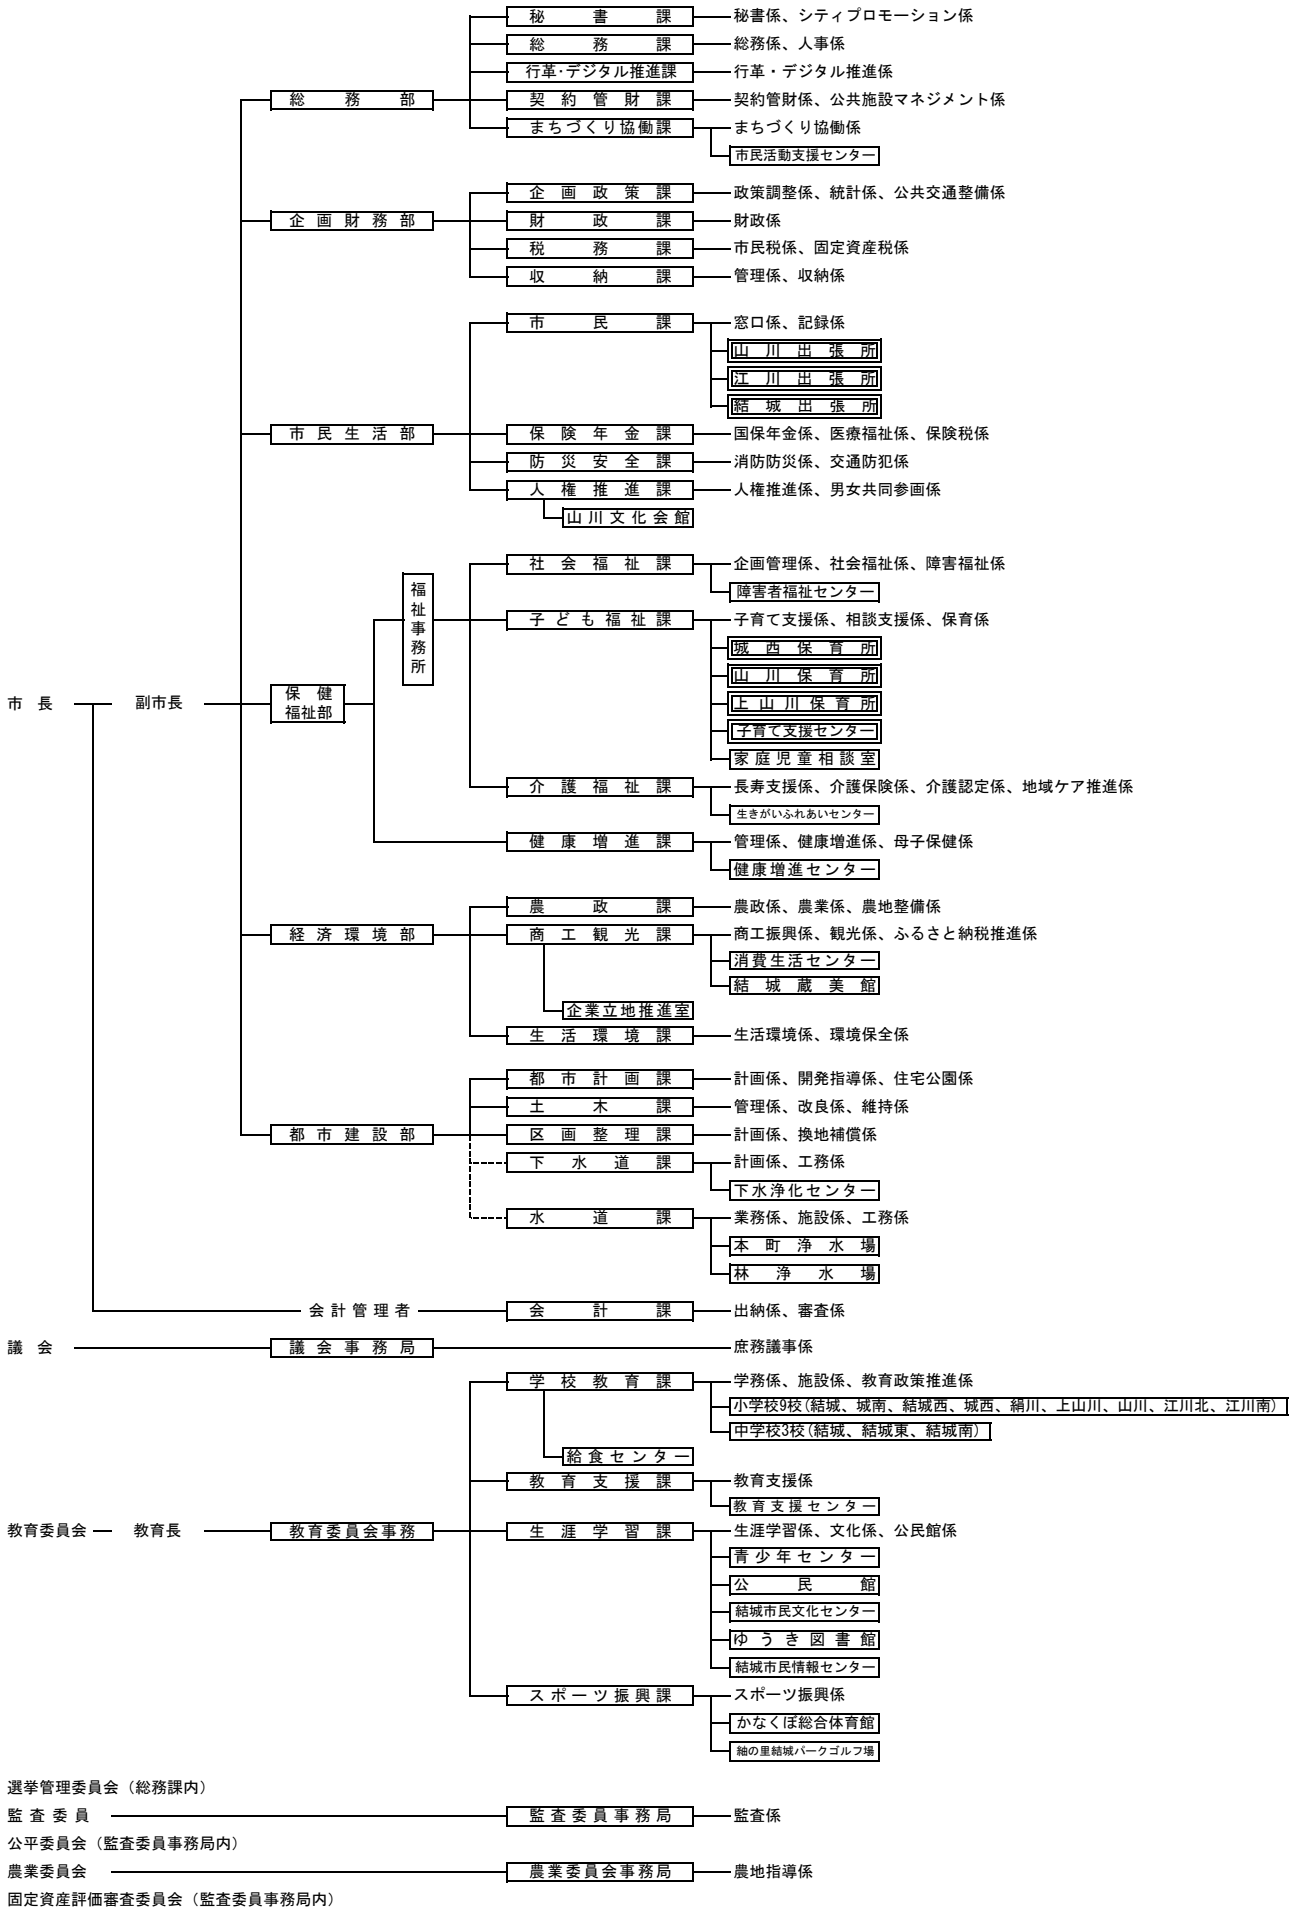 秘書課 秘書係、シティプロモーション係
総務課 総務係、人事係
行革・デジタル推進課 行革・デジタル推進係
総務部 契約管財課 契約管財係、公共施設マネジメント係
まちづくり協働課 まちづくり協働係
市民活動支援センター
企画政策課 政策調整係、統計係、公共交通整備係
企画財務部 財政課 財政係
税務課 市民税係、固定資産税係
収納課 管理係、収納係
市民課 窓口係、記録係
山川出張所
江川出張所
結城出張所
市民生活部 保険年金課 国保年金係、医療福祉係、保険税係
防災安全課 消防防災係、交通防犯係
人権推進課 人権推進係、男女共同参画係
山川文化会館
社会福祉課 企画管理係、社会福祉係、障害福祉係
障害者福祉センター
福祉事務所 子ども福祉課 子育て支援係、相談支援係、保育係
城西保育所
山川保育所
市長 副市長 保健福祉部 上山川保育所
子育て支援センター
家庭児童相談室
介護福祉課 長寿支援係、介護保険係、介護認定係、地域ケア推進係
生きがいふれあいセンター
健康増進課 管理係、健康増進係、母子保健係
健康増進センター
農政課 農政係、農業係、農地整備係
経済環境部 商工観光課 商工振興係、観光係、ふるさと納税推進係
消費生活センター
結城蔵美館
企業立地推進室
生活環境課 生活環境係、環境保全係
都市計画課 計画係、開発指導係、住宅公園係
土木課 管理係、改良係、維持係
都市建設部 区画整理課 計画係、換地補償係
下水道課 計画係、工務係
下水浄化センター
水道課 業務係、施設係、工務係
本町浄水場
林浄水場
会計管理者 会計課 出納係、審査係
議会 議会事務局 庶務議事係
学校教育課 学務係、施設係、教育政策推進係
小学校9校(結城、城南、結城西、城西、絹川、上山川、山川、江川北、江川南)
中学校3校(結城、結城東、結城南)
給食センター
教育支援課 教育支援係
教育支援センター
教育委員会 教育長 教育委員会事務 生涯学習課 生涯学習係、文化係、公民館係
青少年センター
公民館
結城市民文化センター
ゆうき図書館
結城市民情報センター
スポーツ振興課 スポーツ振興係
かなくぼ総合体育館
紬の里結城パークゴルフ場
選挙管理委員会（総務課内）
監査委員 監査委員事務局 監査係
公平委員会（監査委員事務局内）
農業委員会 農業委員会事務局 農地指導係
固定資産評価審査委員会（監査委員事務局内）